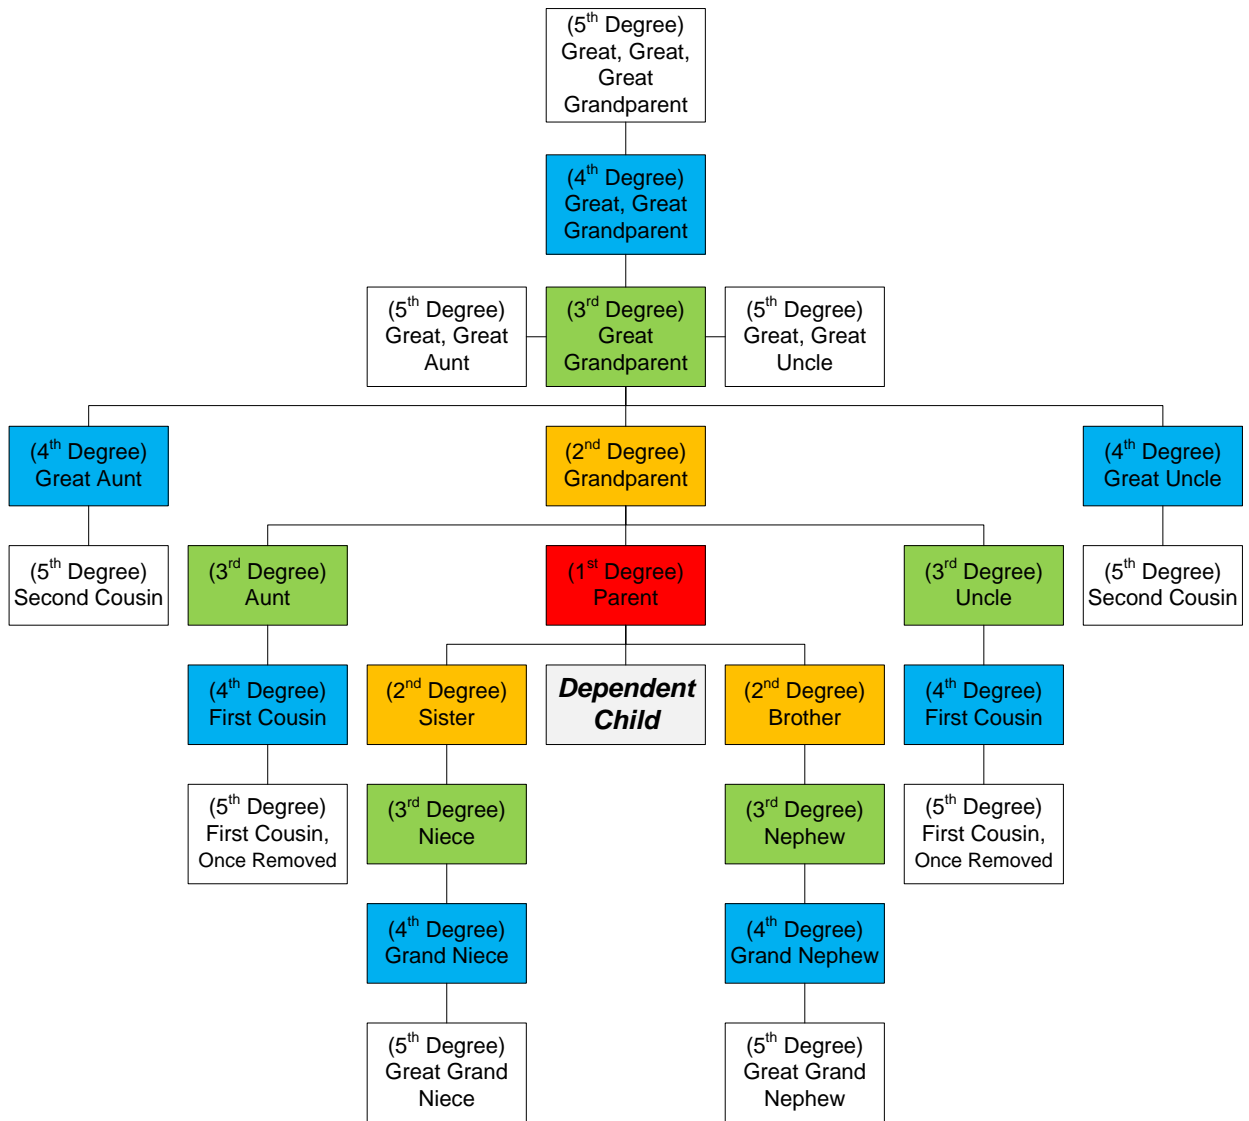 (5th Degree)
Great, Great,
Great
Grandparent
(4th Degree)
Great, Great
Grandparent
(5th Degree)
Great, Great
Aunt
(3rd Degree)
Great
Grandparent
(5th Degree)
Great, Great
Uncle
(4th Degree)
Great Aunt
(2nd Degree)
Grandparent
(4th Degree)
Great Uncle
(5th Degree)
Second Cousin
(3rd Degree)
Aunt
(1st Degree)
Parent
(3rd Degree)
Uncle
(5th Degree)
Second Cousin
(4th Degree)
First Cousin
(2nd Degree)
Sister
Dependent
Child
(2nd Degree)
Brother
(4th Degree)
First Cousin
(5th Degree)
First Cousin,
Once Removed
(3rd Degree)
Niece
(3rd Degree)
Nephew
(5th Degree)
First Cousin,
Once Removed
(4th Degree)
Grand Niece
(4th Degree)
Grand Nephew
(5th Degree)
Great Grand
Niece
(5th Degree)
Great Grand
Nephew